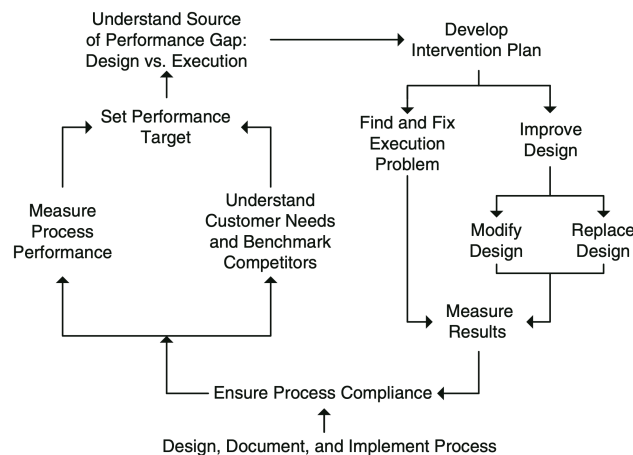 Understand Source
of Performance Gap:
Design vs. Execution
Develop
Intervention Plan
Set Performance
Target
Find and Fix
Execution
Problem
Improve
Design
Measure
Process
Performance
Understand
Customer Needs
and Benchmark
Competitors
Modify
Design
Replace
Design
Measure
Results
Ensure Process Compliance
Design, Document, and Implement Process